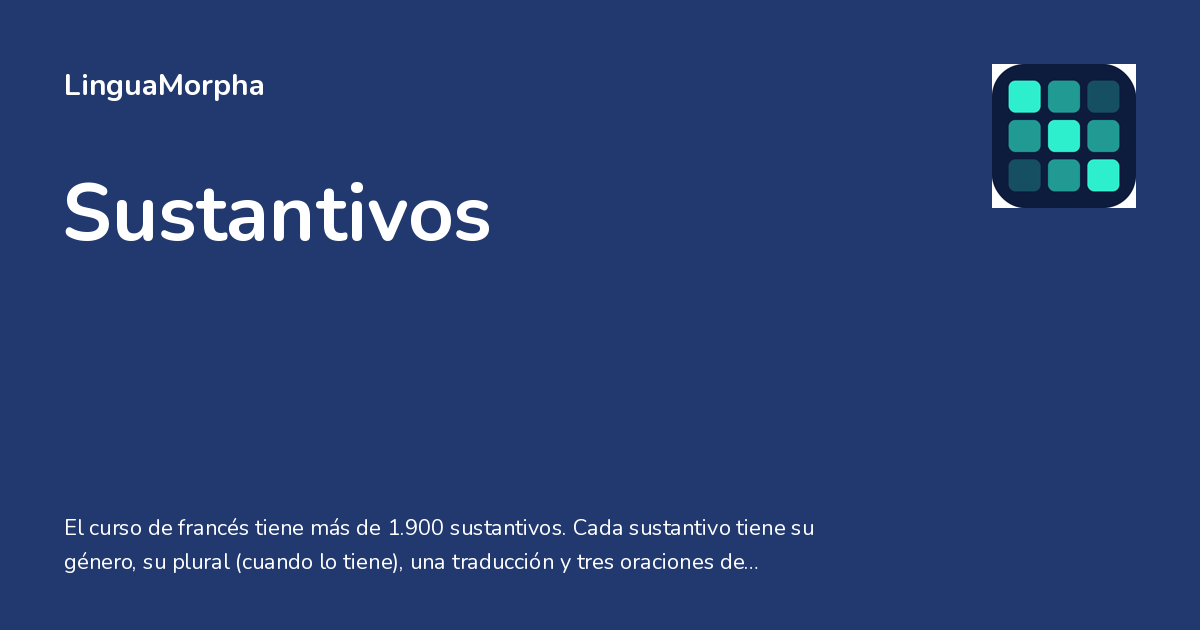 LinguaMorpha
Sustantivos
El curso de francés tiene más de 1.900 sustantivos. Cada sustantivo tiene su
género, su plural (cuando lo tiene), una traducción y tres oraciones de…